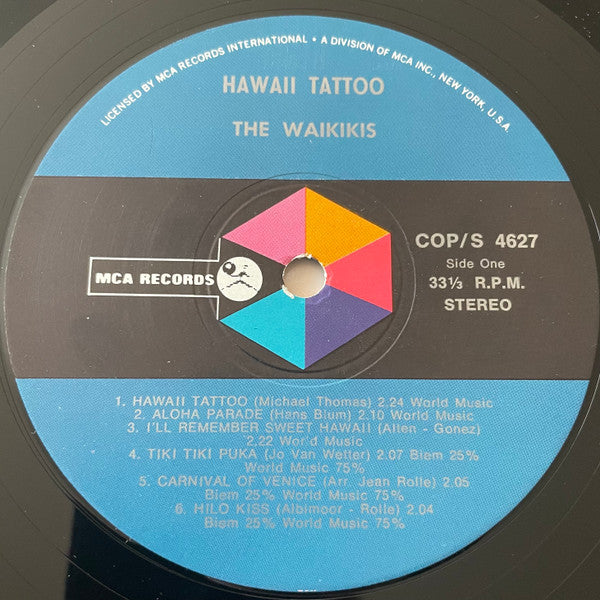 LICENSED BY MCA RECORDS INTERNATIONAL • A DIVISION OF MCA INC., NEW YORK, U.S.A.
HAWAII TATTOO
THE WAIKIKIS
MCA RECORDS
COP/S 4627
Side One
33⅓ R.P.M.
STEREO
1. HAWAII TATTOO (Michael Thomas) 2.24 World Music
2. ALOHA PARADE (Hans Blum) 2.10 World Music
3. I'LL REMEMBER SWEET HAWAII (Allen - Gonez)
2.22 Wor'd Music
4. TIKI TIKI PUKA (Jo Van Wetter) 2.07 Biem 25%
World Music 75%
5. CARNIVAL OF VENICE (Arr. Jean Rolle) 2.05
Biem 25% World Music 75%
6. HILO KISS (Albimoor - Rolle) 2.04
Biem 25% World Music 75%